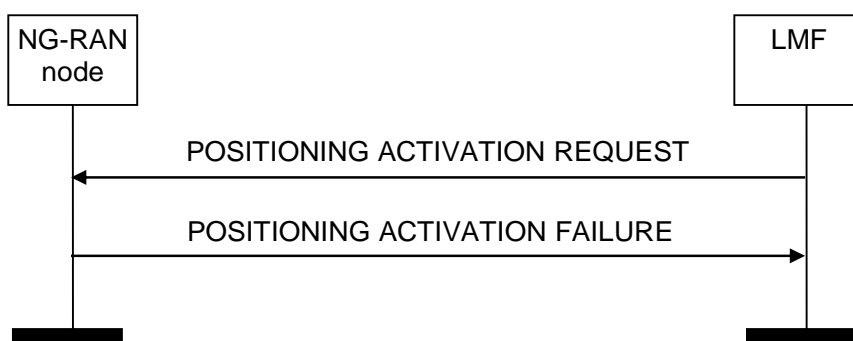 NG-RAN
node
LMF
POSITIONING ACTIVATION REQUEST
POSITIONING ACTIVATION FAILURE